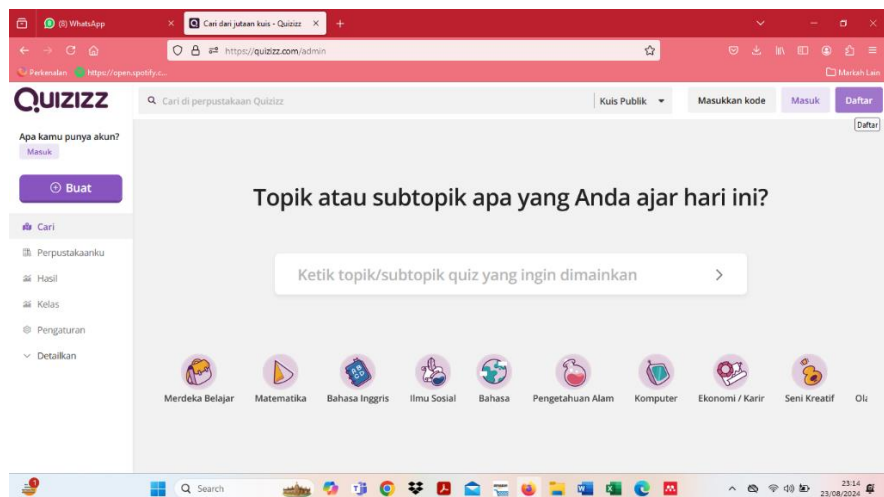 (8) WhatsApp
Cari dari jutaan kuis - Quizizz
https://quizizz.com/admin
Perkenalan
https://open.spotify.c...
Markah Lain
QUIZIZZ
Cari di perpustakaan Quizizz
Kuis Publik
Masukkan kode
Masuk
Daftar
Daftar
Apa kamu punya akun?
Masuk
Buat
Cari
Perpustakaanku
Hasil
Kelas
Pengaturan
Detailkan
Topik atau subtopik apa yang Anda ajar hari ini?
Ketik topik/subtopik quiz yang ingin dimainkan
Merdeka Belajar
Matematika
Bahasa Inggris
Ilmu Sosial
Bahasa
Pengetahuan Alam
Komputer
Ekonomi / Karir
Seni Kreatif
Search
23:14
23/08/2024